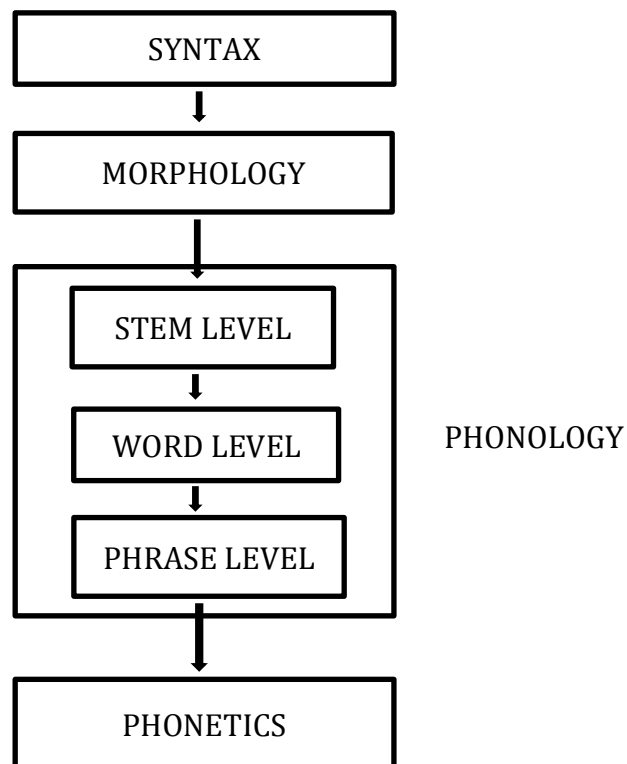 SYNTAX
MORPHOLOGY
STEM LEVEL
WORD LEVEL
PHONOLOGY
PHRASE LEVEL
PHONETICS